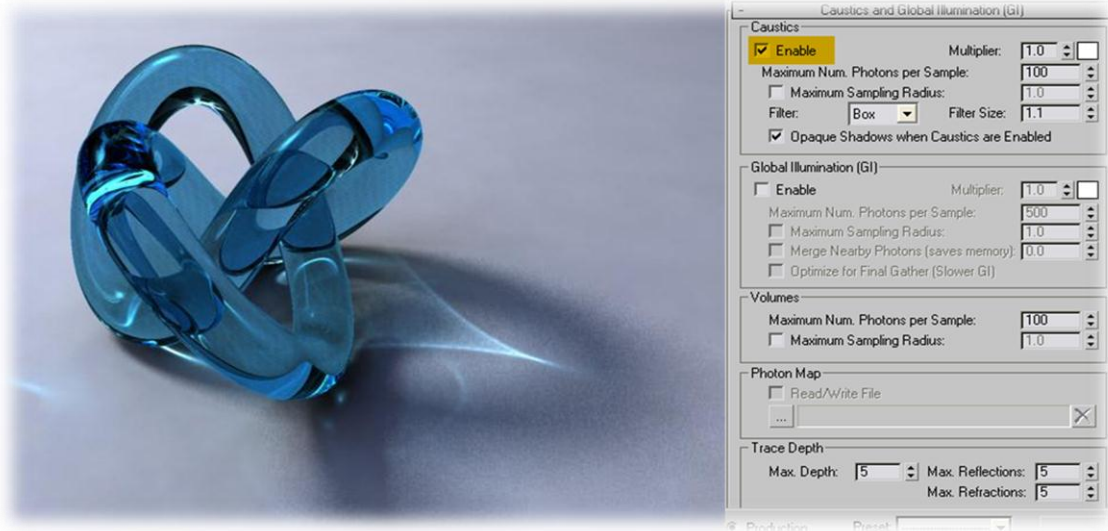 Caustics and Global Illumination (GI)
Caustics
Enable Multiplier: 1.0
Maximum Num. Photons per Sample: 100
Maximum Sampling Radius: 1.0
Filter: Box Filter Size: 1.1
Opaque Shadows when Caustics are Enabled
Global Illumination (GI)
Enable Multiplier: 1.0
Maximum Num. Photons per Sample: 500
Maximum Sampling Radius: 1.0
Merge Nearby Photons (saves memory): 0.0
Optimize for Final Gather (Slower GI)
Volumes
Maximum Num. Photons per Sample: 100
Maximum Sampling Radius: 1.0
Photon Map
Read/Write File
...
Trace Depth
Max. Depth: 5 Max. Reflections: 5
Max. Refractions: 5
Production Preset: